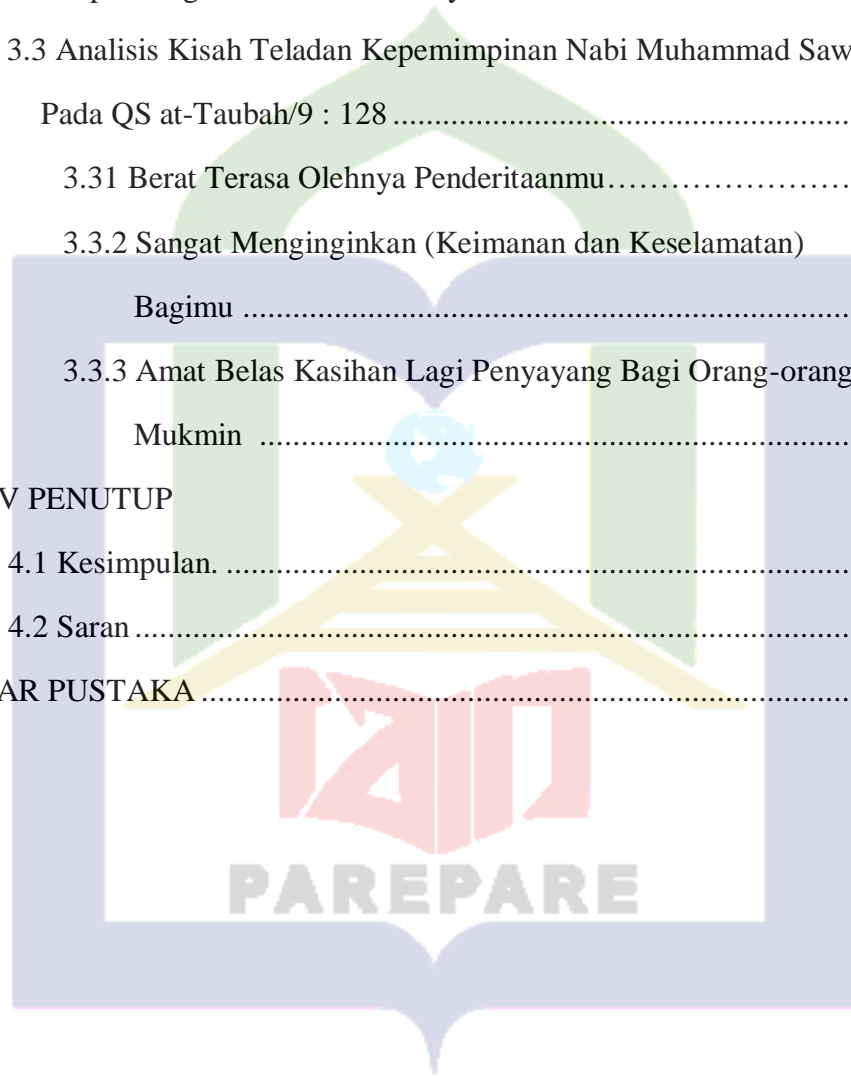 3.3 Analisis Kisah Teladan Kepemimpinan Nabi Muhammad Saw
Pada QS at-Taubah/9 : 128 ........................................................
3.31 Berat Terasa Olehnya Penderitaanmu……………………
3.3.2 Sangat Menginginkan (Keimanan dan Keselamatan)
Bagimu ..........................................................................
3.3.3 Amat Belas Kasihan Lagi Penyayang Bagi Orang-orang
Mukmin ........................................................................
V PENUTUP
4.1 Kesimpulan. ............................................................................
4.2 Saran .......................................................................................
AR PUSTAKA ...............................................................................
PAREPARE